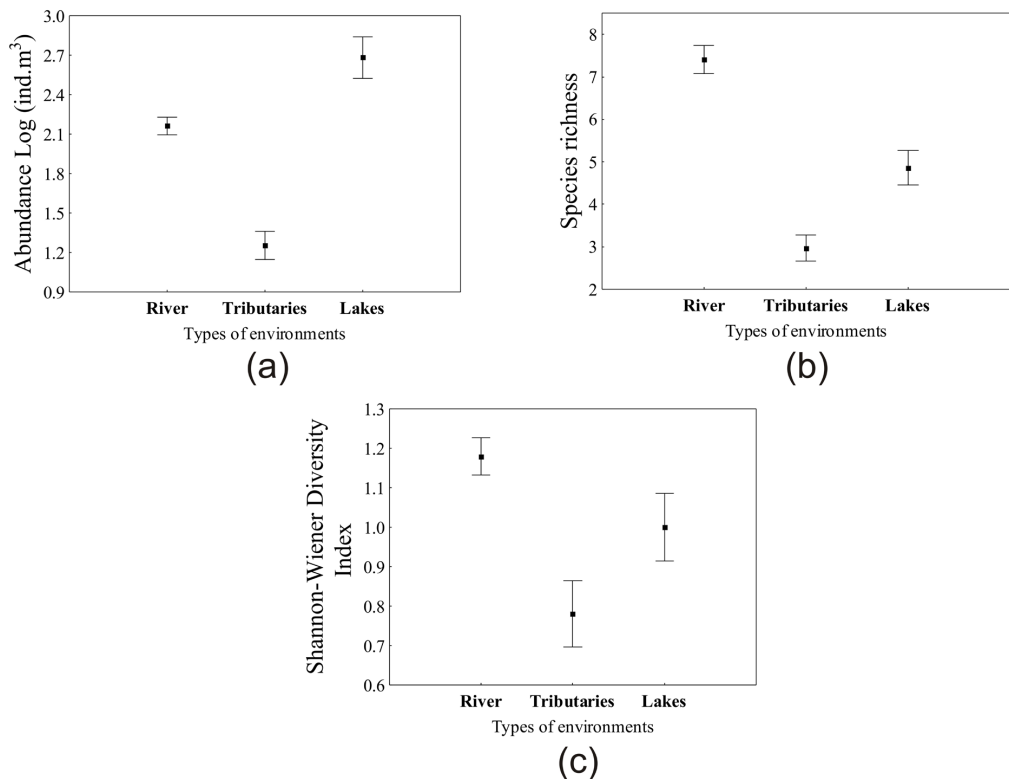 Abundance Log (ind.m³)
3.0
2.7
2.4
2.1
1.8
1.5
1.2
0.9
River Tributaries Lakes
Types of environments
(a)
Species richness
8
7
6
5
4
3
2
River Tributaries Lakes
Types of environments
(b)
Shannon-Wiener Diversity
Index
1.3
1.2
1.1
1.0
0.9
0.8
0.7
0.6
River Tributaries Lakes
Types of environments
(c)